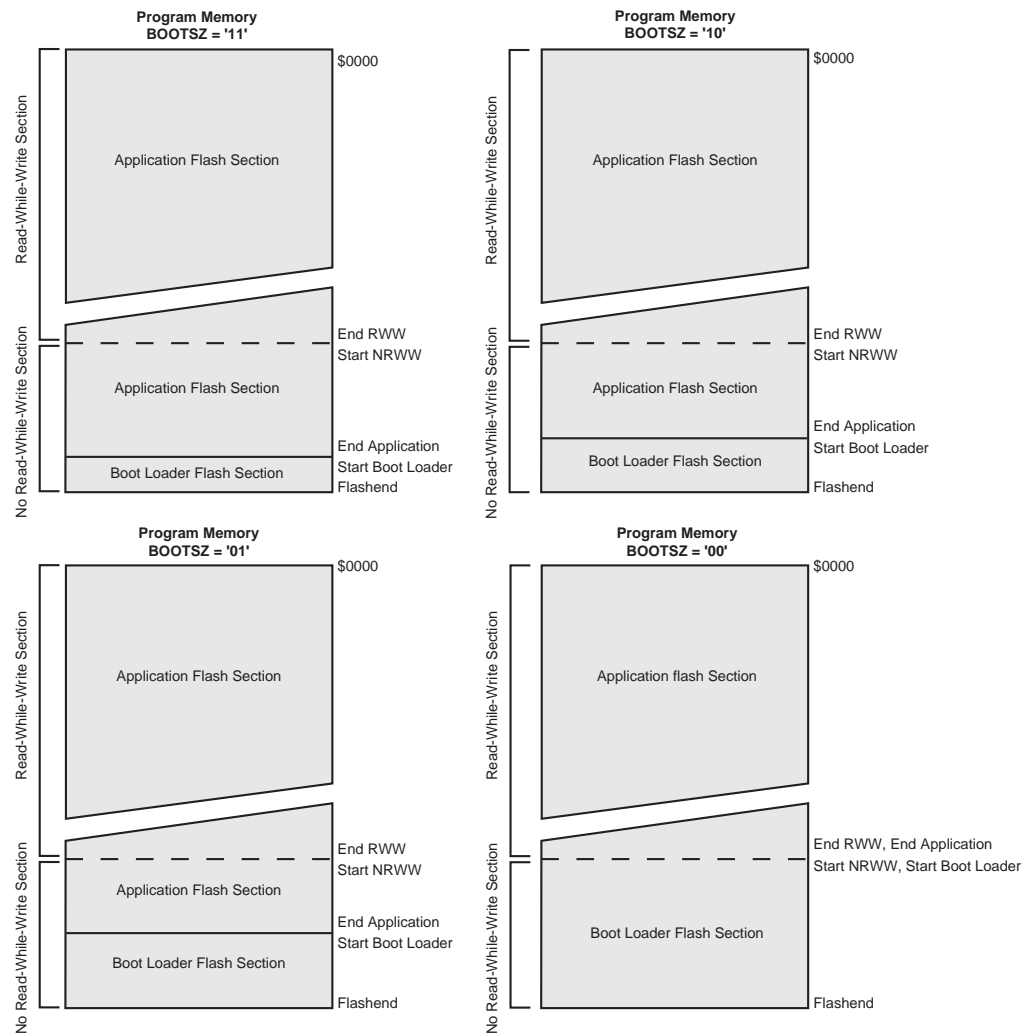 Program Memory
BOOTSZ = '11'
$0000
Read-While-Write Section
Application Flash Section
End RWW
Start NRWW
No Read-While-Write Section
Application Flash Section
End Application
Start Boot Loader
Boot Loader Flash Section
Flashend
Program Memory
BOOTSZ = '10'
$0000
Read-While-Write Section
Application Flash Section
End RWW
Start NRWW
No Read-While-Write Section
Application Flash Section
End Application
Start Boot Loader
Boot Loader Flash Section
Flashend
Program Memory
BOOTSZ = '01'
$0000
Read-While-Write Section
Application Flash Section
End RWW
Start NRWW
No Read-While-Write Section
Application Flash Section
End Application
Start Boot Loader
Boot Loader Flash Section
Flashend
Program Memory
BOOTSZ = '00'
$0000
Read-While-Write Section
Application flash Section
End RWW, End Application
Start NRWW, Start Boot Loader
No Read-While-Write Section
Boot Loader Flash Section
Flashend